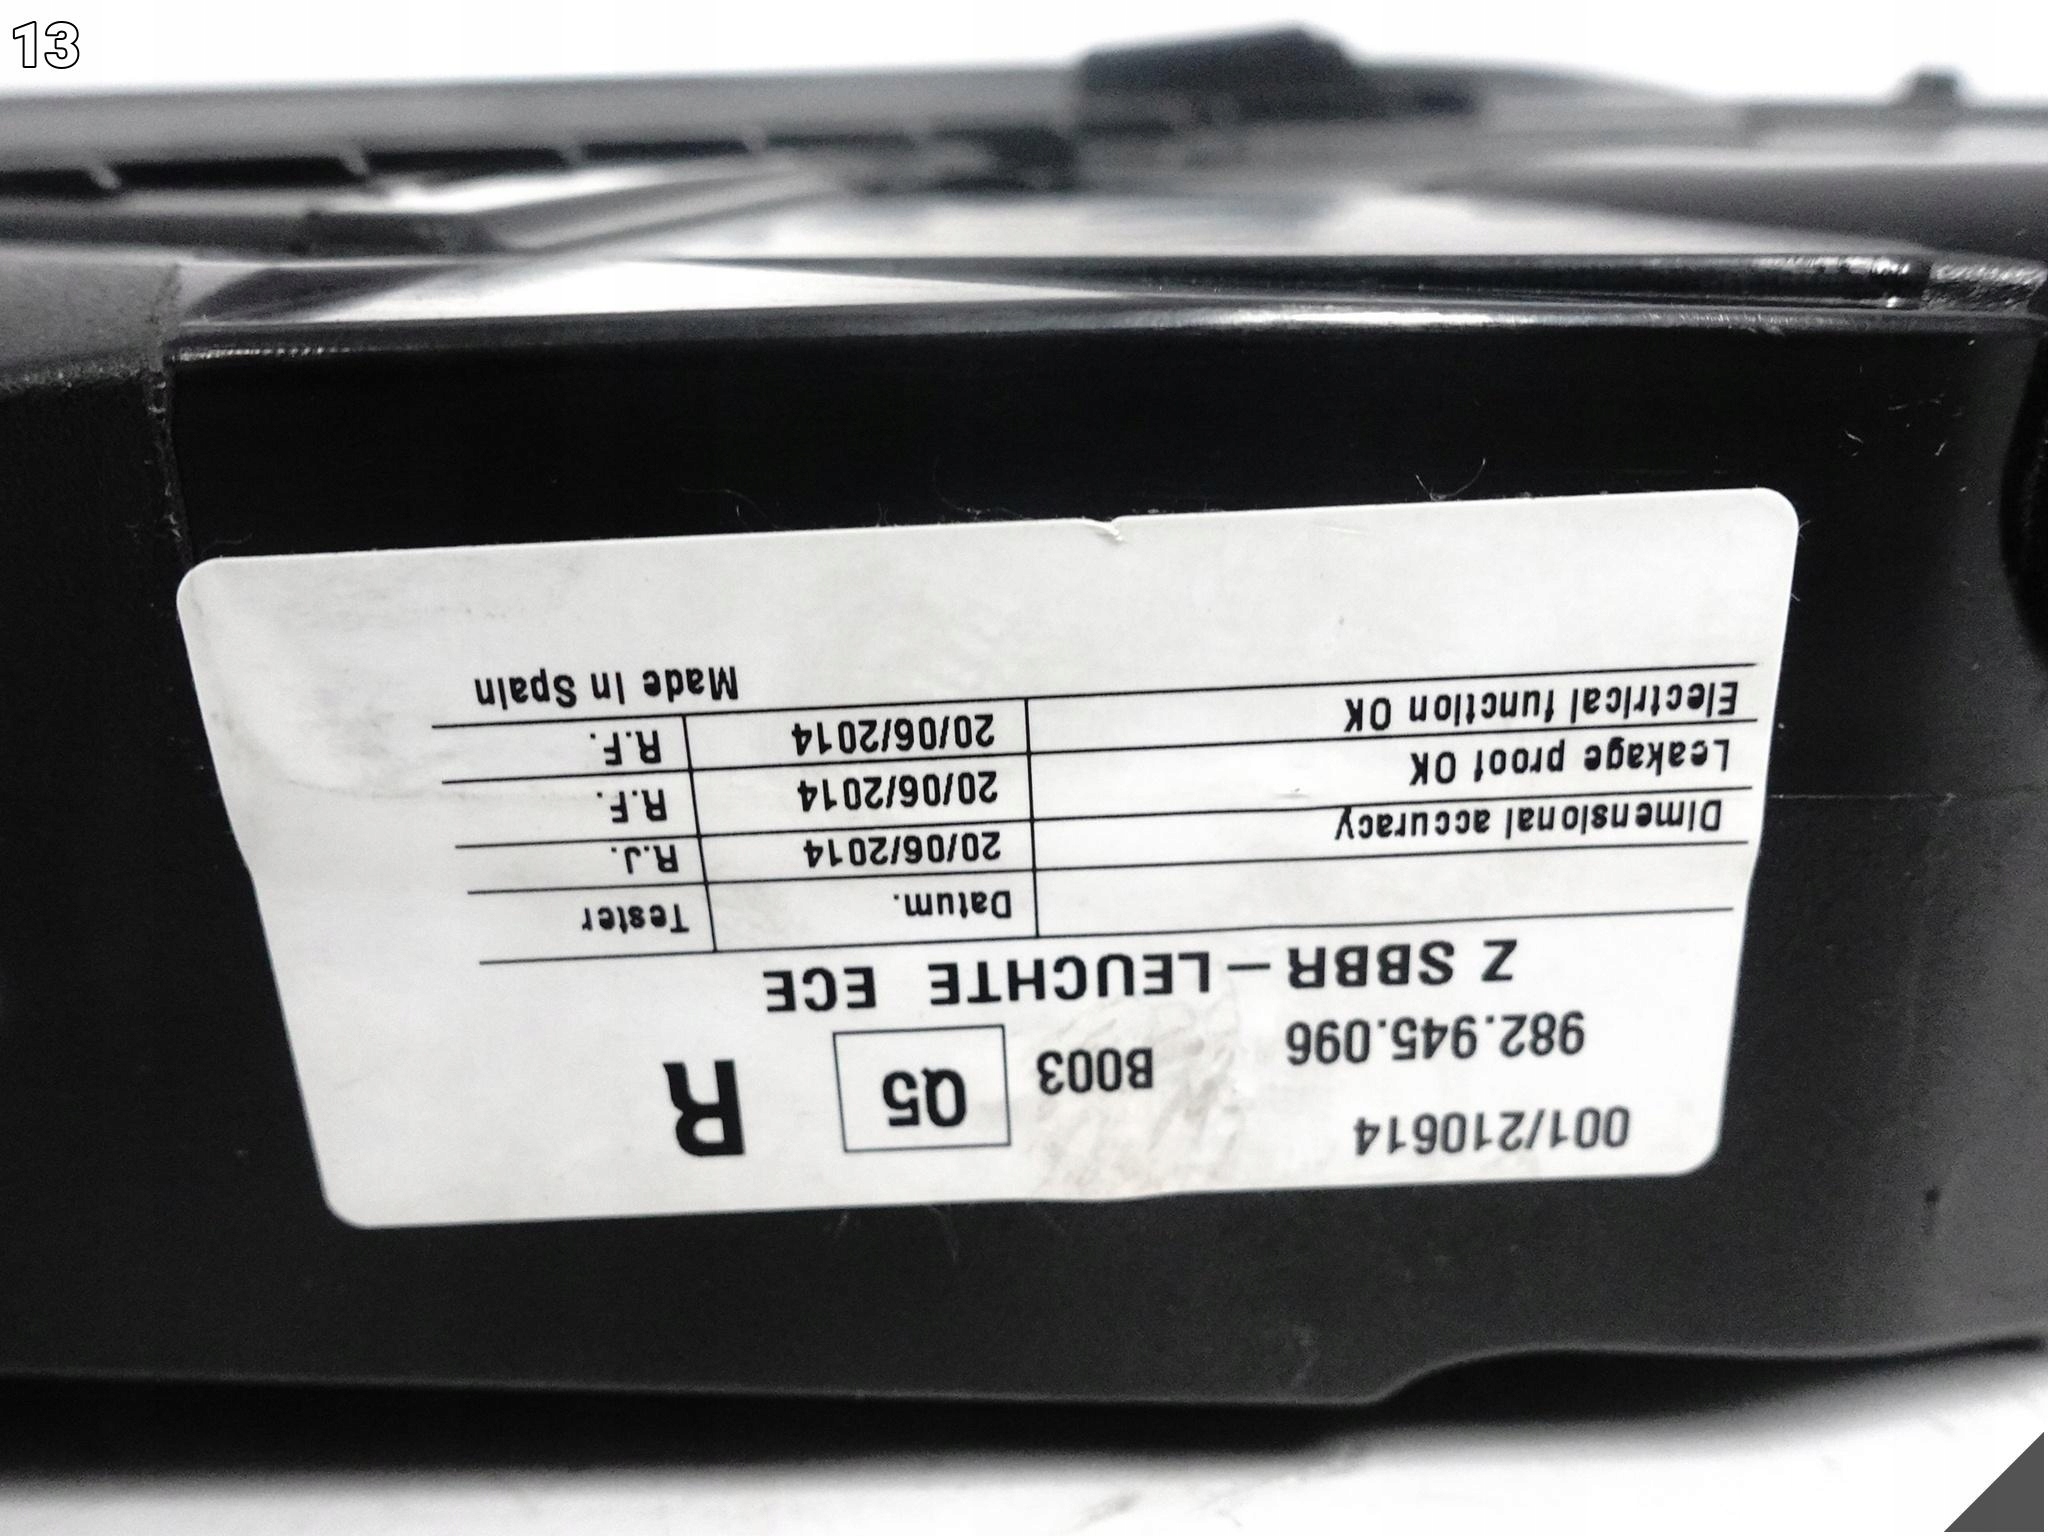 13
001/210614
982.945.096 B003 Q5 R
Z SBBR-LEUCHTE ECE
Datum. Tester
Dimensional accuracy 20/06/2014 R.J.
Leakage proof OK 20/06/2014 R.F.
Electrical function OK 20/06/2014 R.F.
Made In Spain